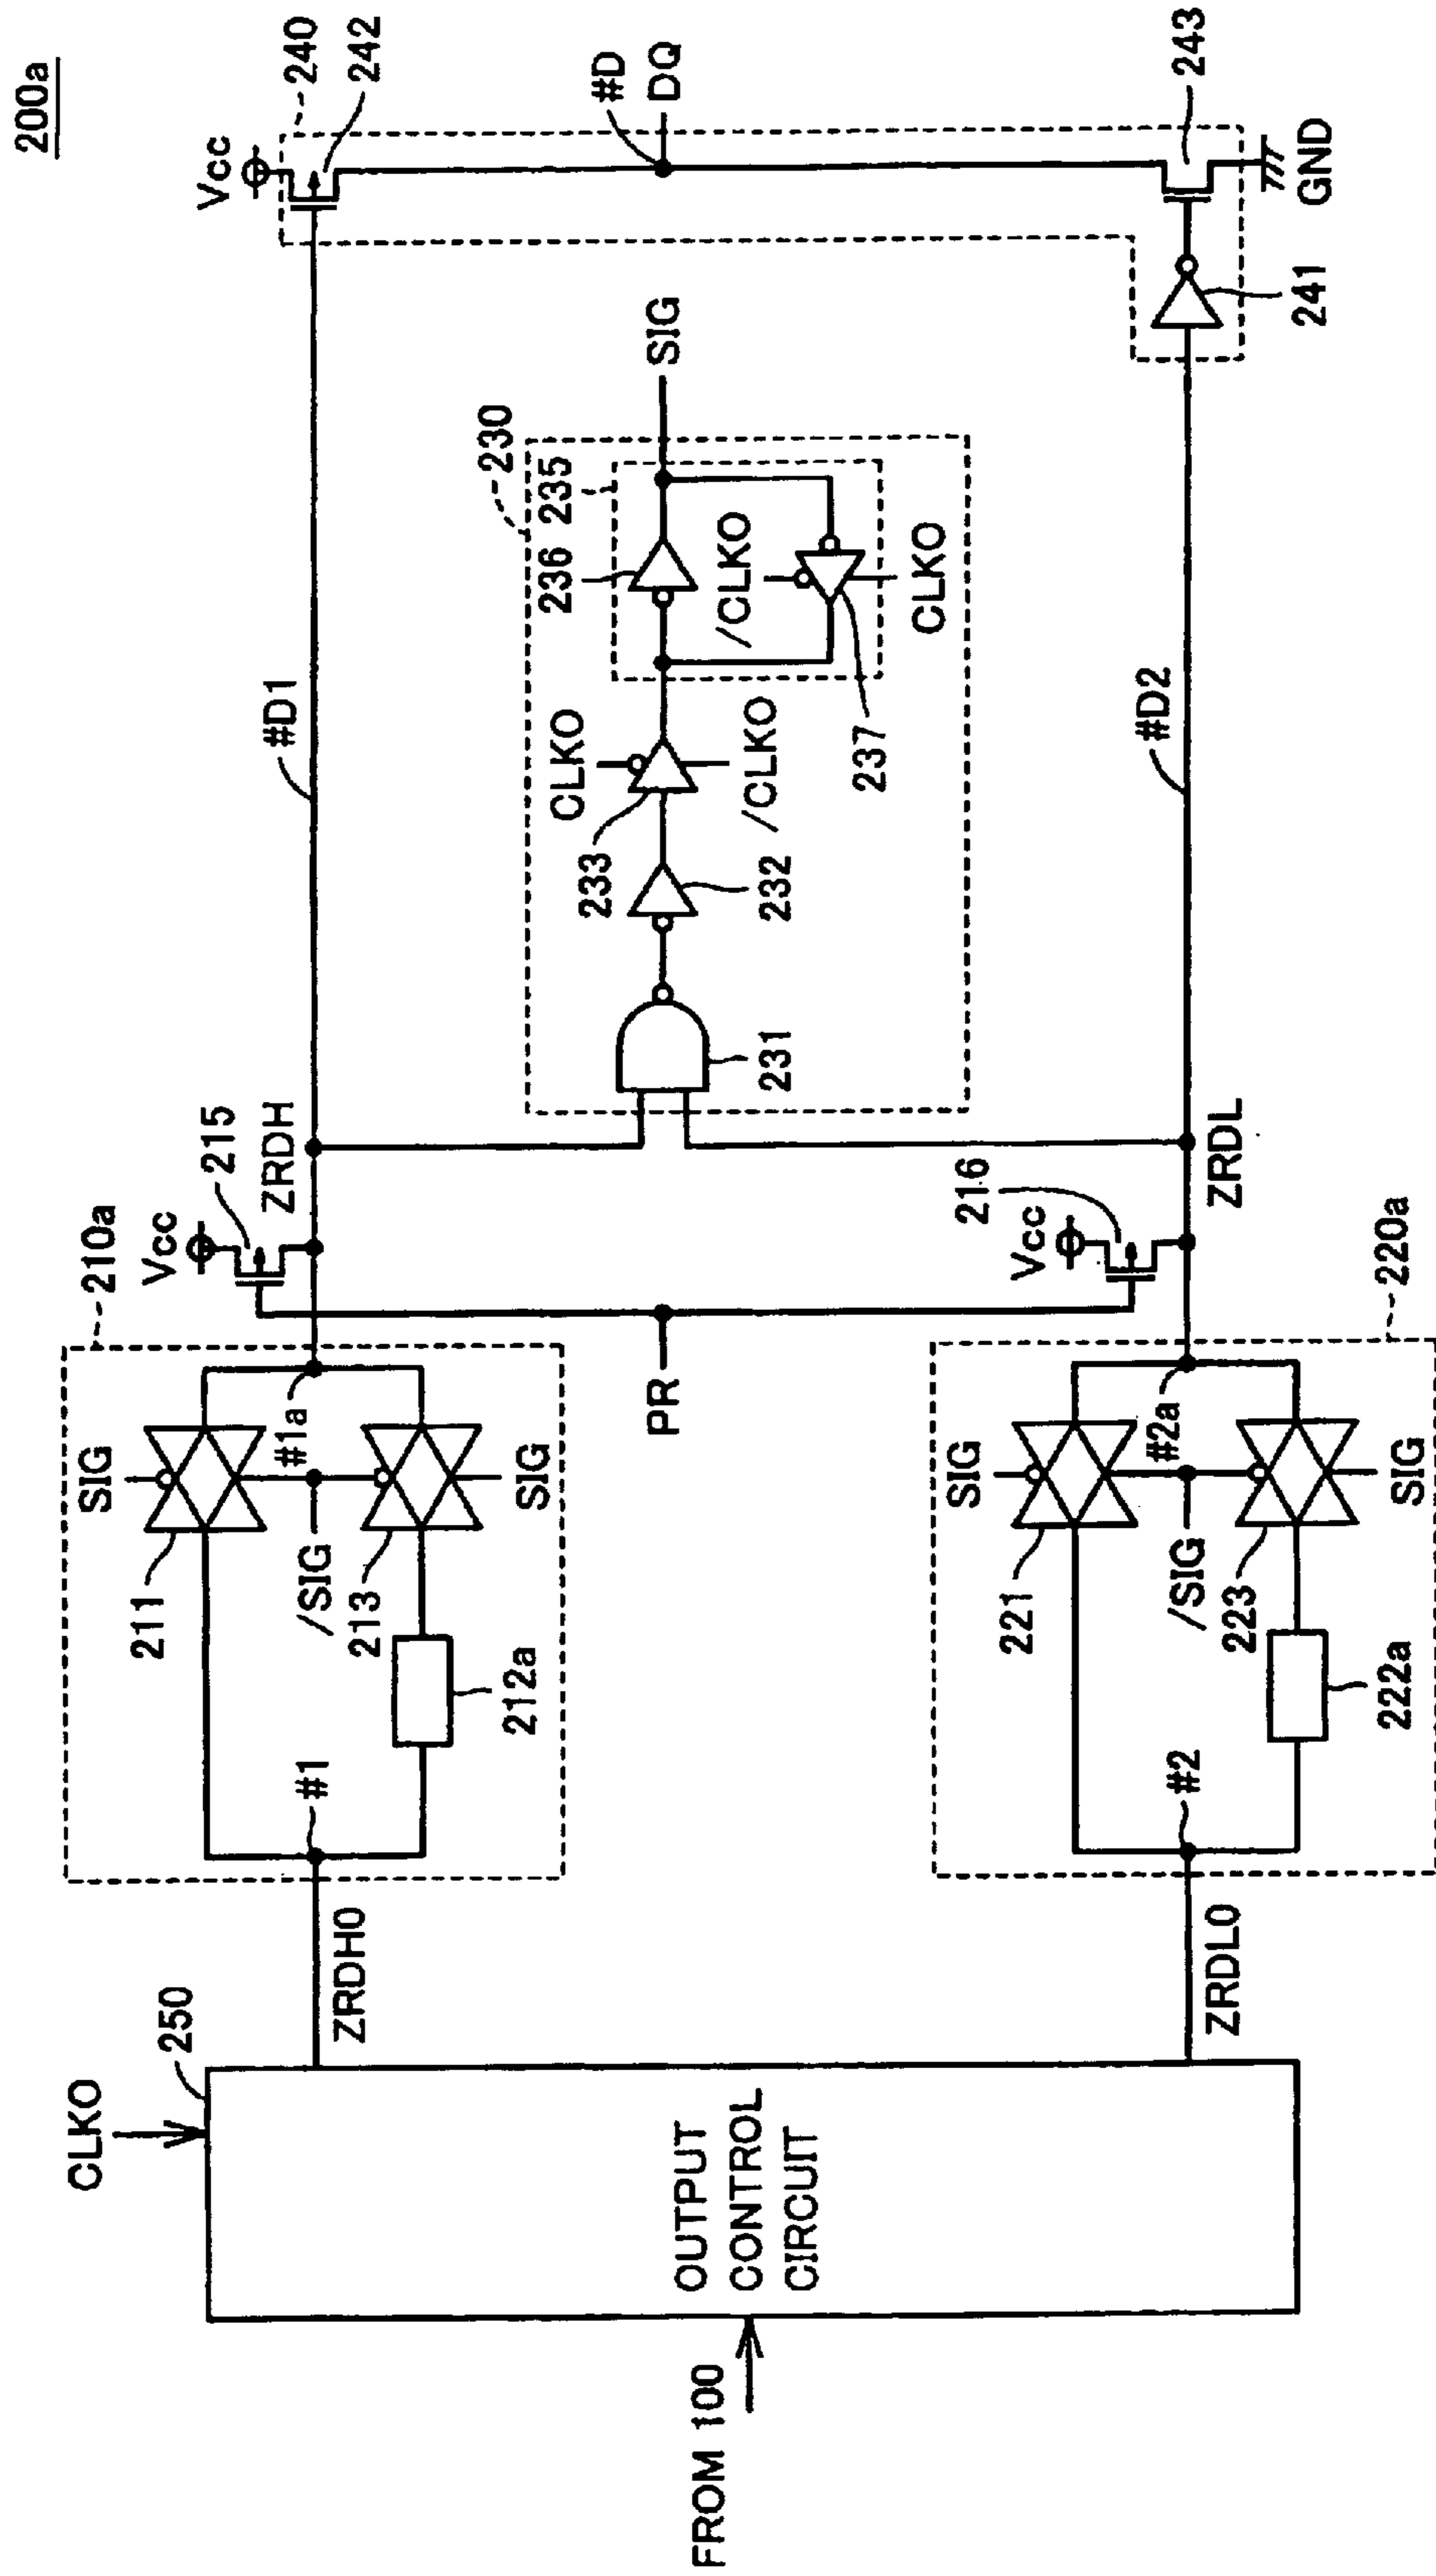 200a
CLKO
250
OUTPUT
CONTROL
CIRCUIT
FROM 100
ZRDH0
ZRDL0
210a
#1
211
SIG
/SIG
213
SIG
212a
#1a
Vcc
215
ZRDH
PR
220a
#2
221
SIG
/SIG
223
SIG
222a
#2a
Vcc
216
ZRDL
#D1
230
231
232
233
CLKO
/CLKO
235
236
/CLKO
237
CLKO
SIG
#D2
Vcc
240
242
#D
DQ
241
243
GND